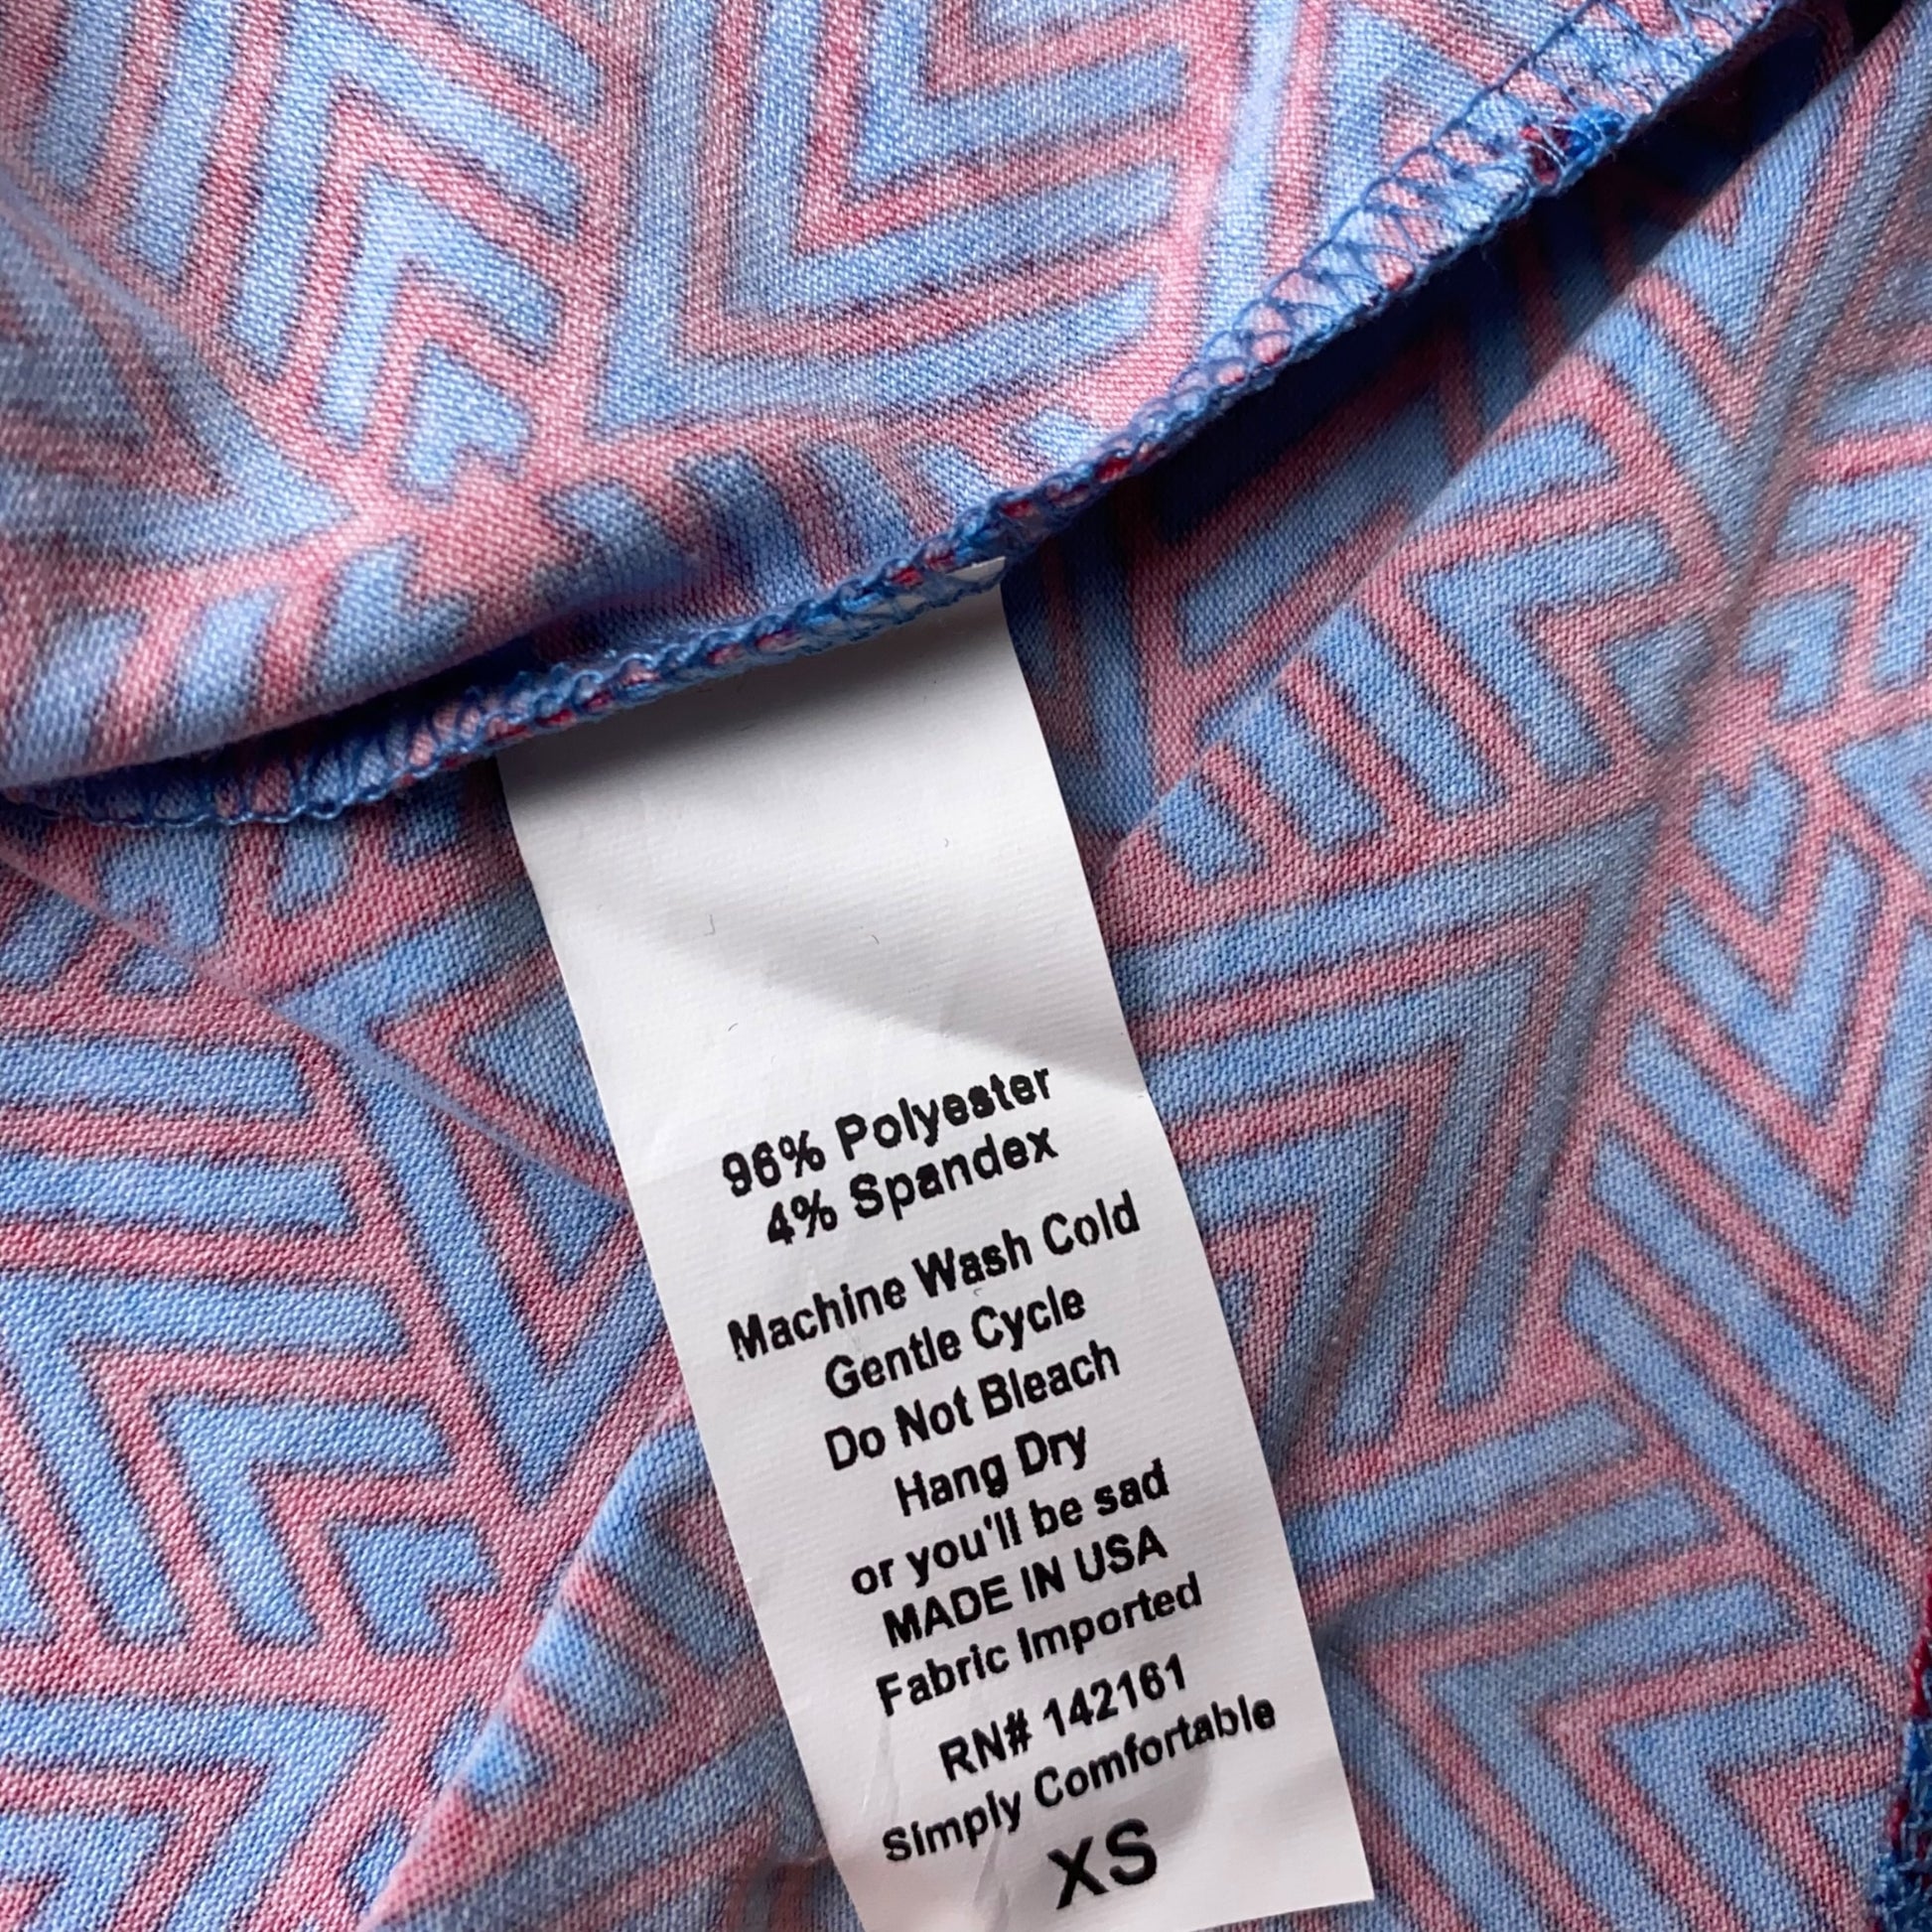 96% Polyester
4% Spandex
Machine Wash Cold
Gentle Cycle
Do Not Bleach
Hang Dry
or you'll be sad
MADE IN USA
Fabric Imported
RN# 142161
Simply Comfortable
XS